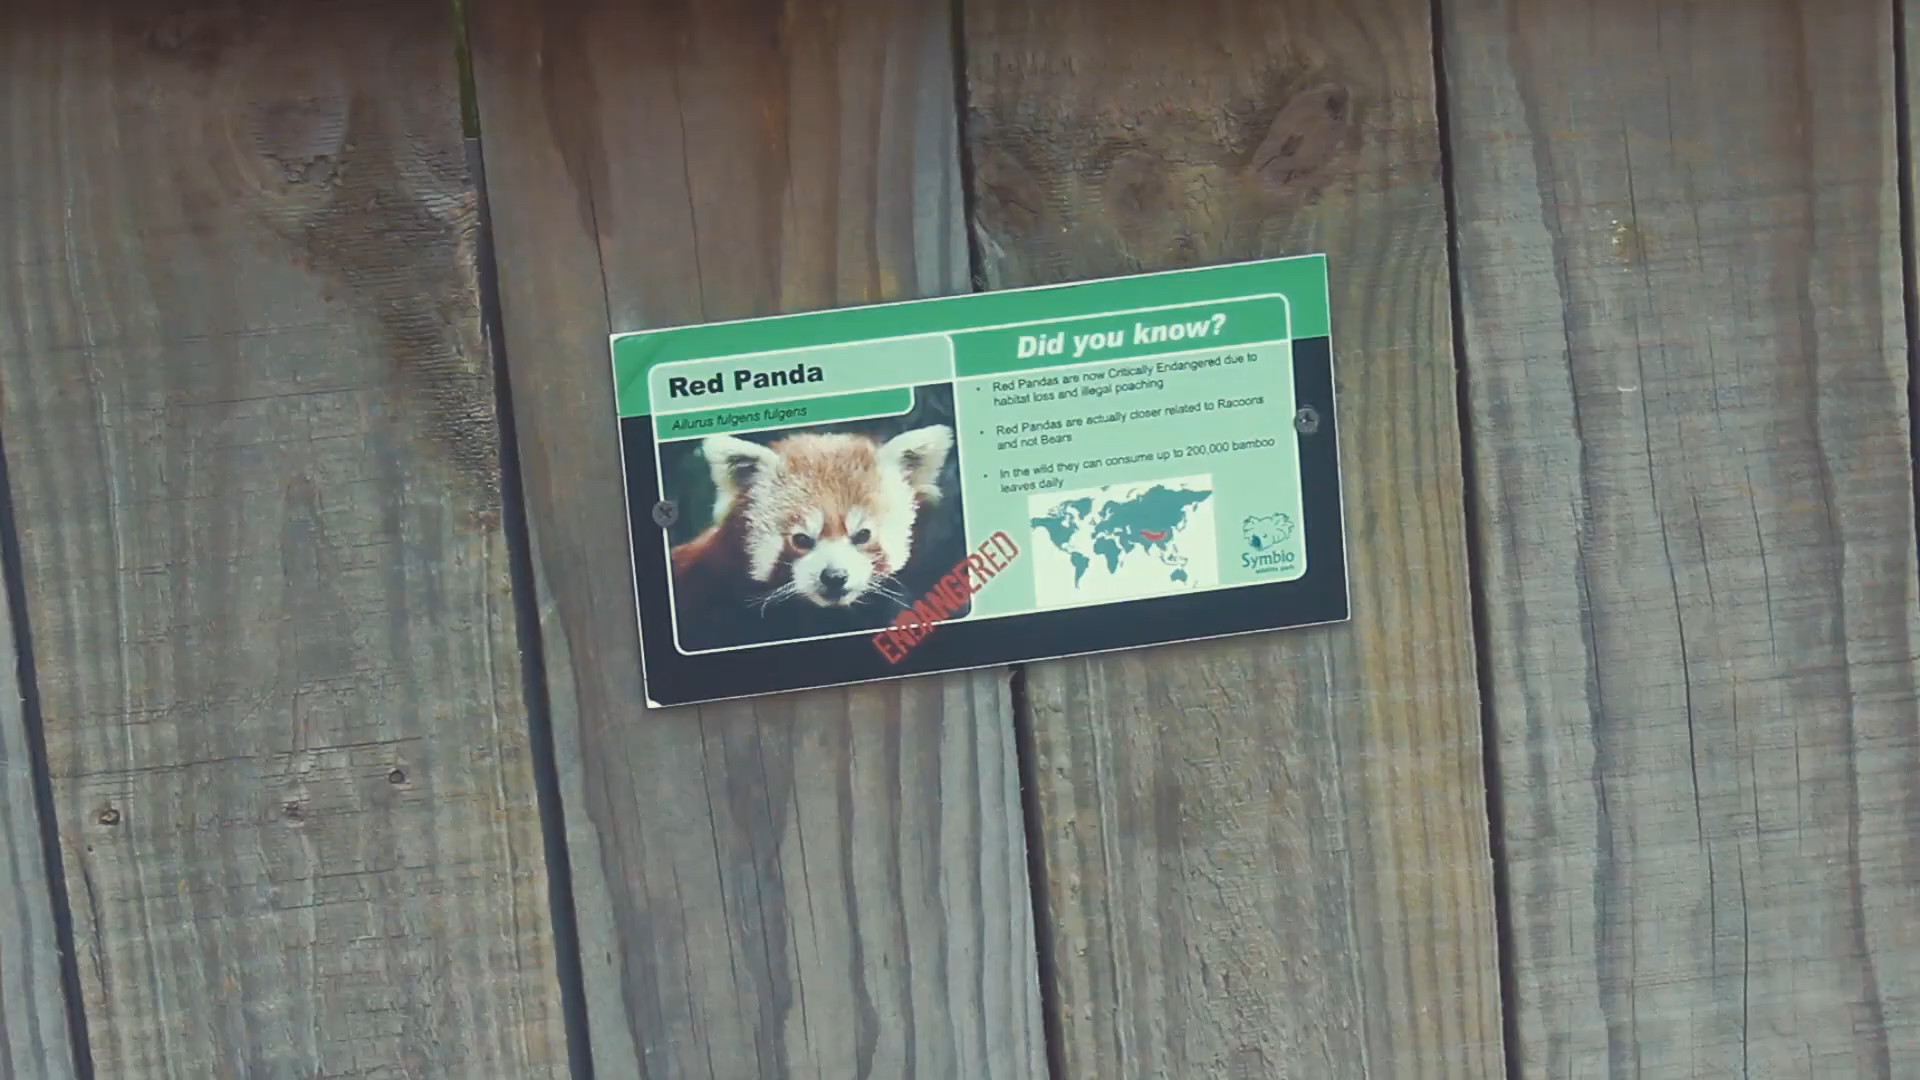 Red Panda
Ailurus fulgens fulgens
Did you know?
• Red Pandas are now Critically Endangered due to
habitat loss and illegal poaching
• Red Pandas are actually closer related to Racoons
and not Bears
• In the wild they can consume up to 200,000 bamboo
leaves daily
ENDANGERED
Symbio
wildlife park